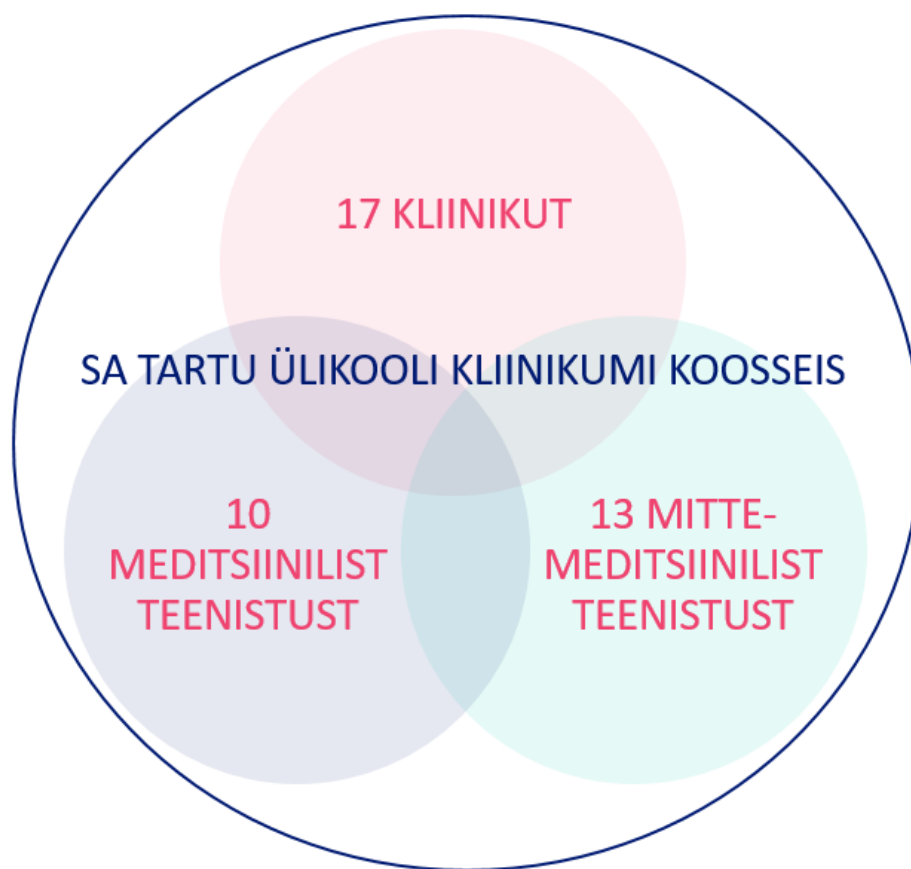 17 KLIINIKUT
SA TARTU ÜLIKOOLI KLIINIKUMI KOOSSEIS
10
MEDITSIINILIST
TEENISTUST
13 MITTE-
MEDITSIINILIST
TEENISTUST